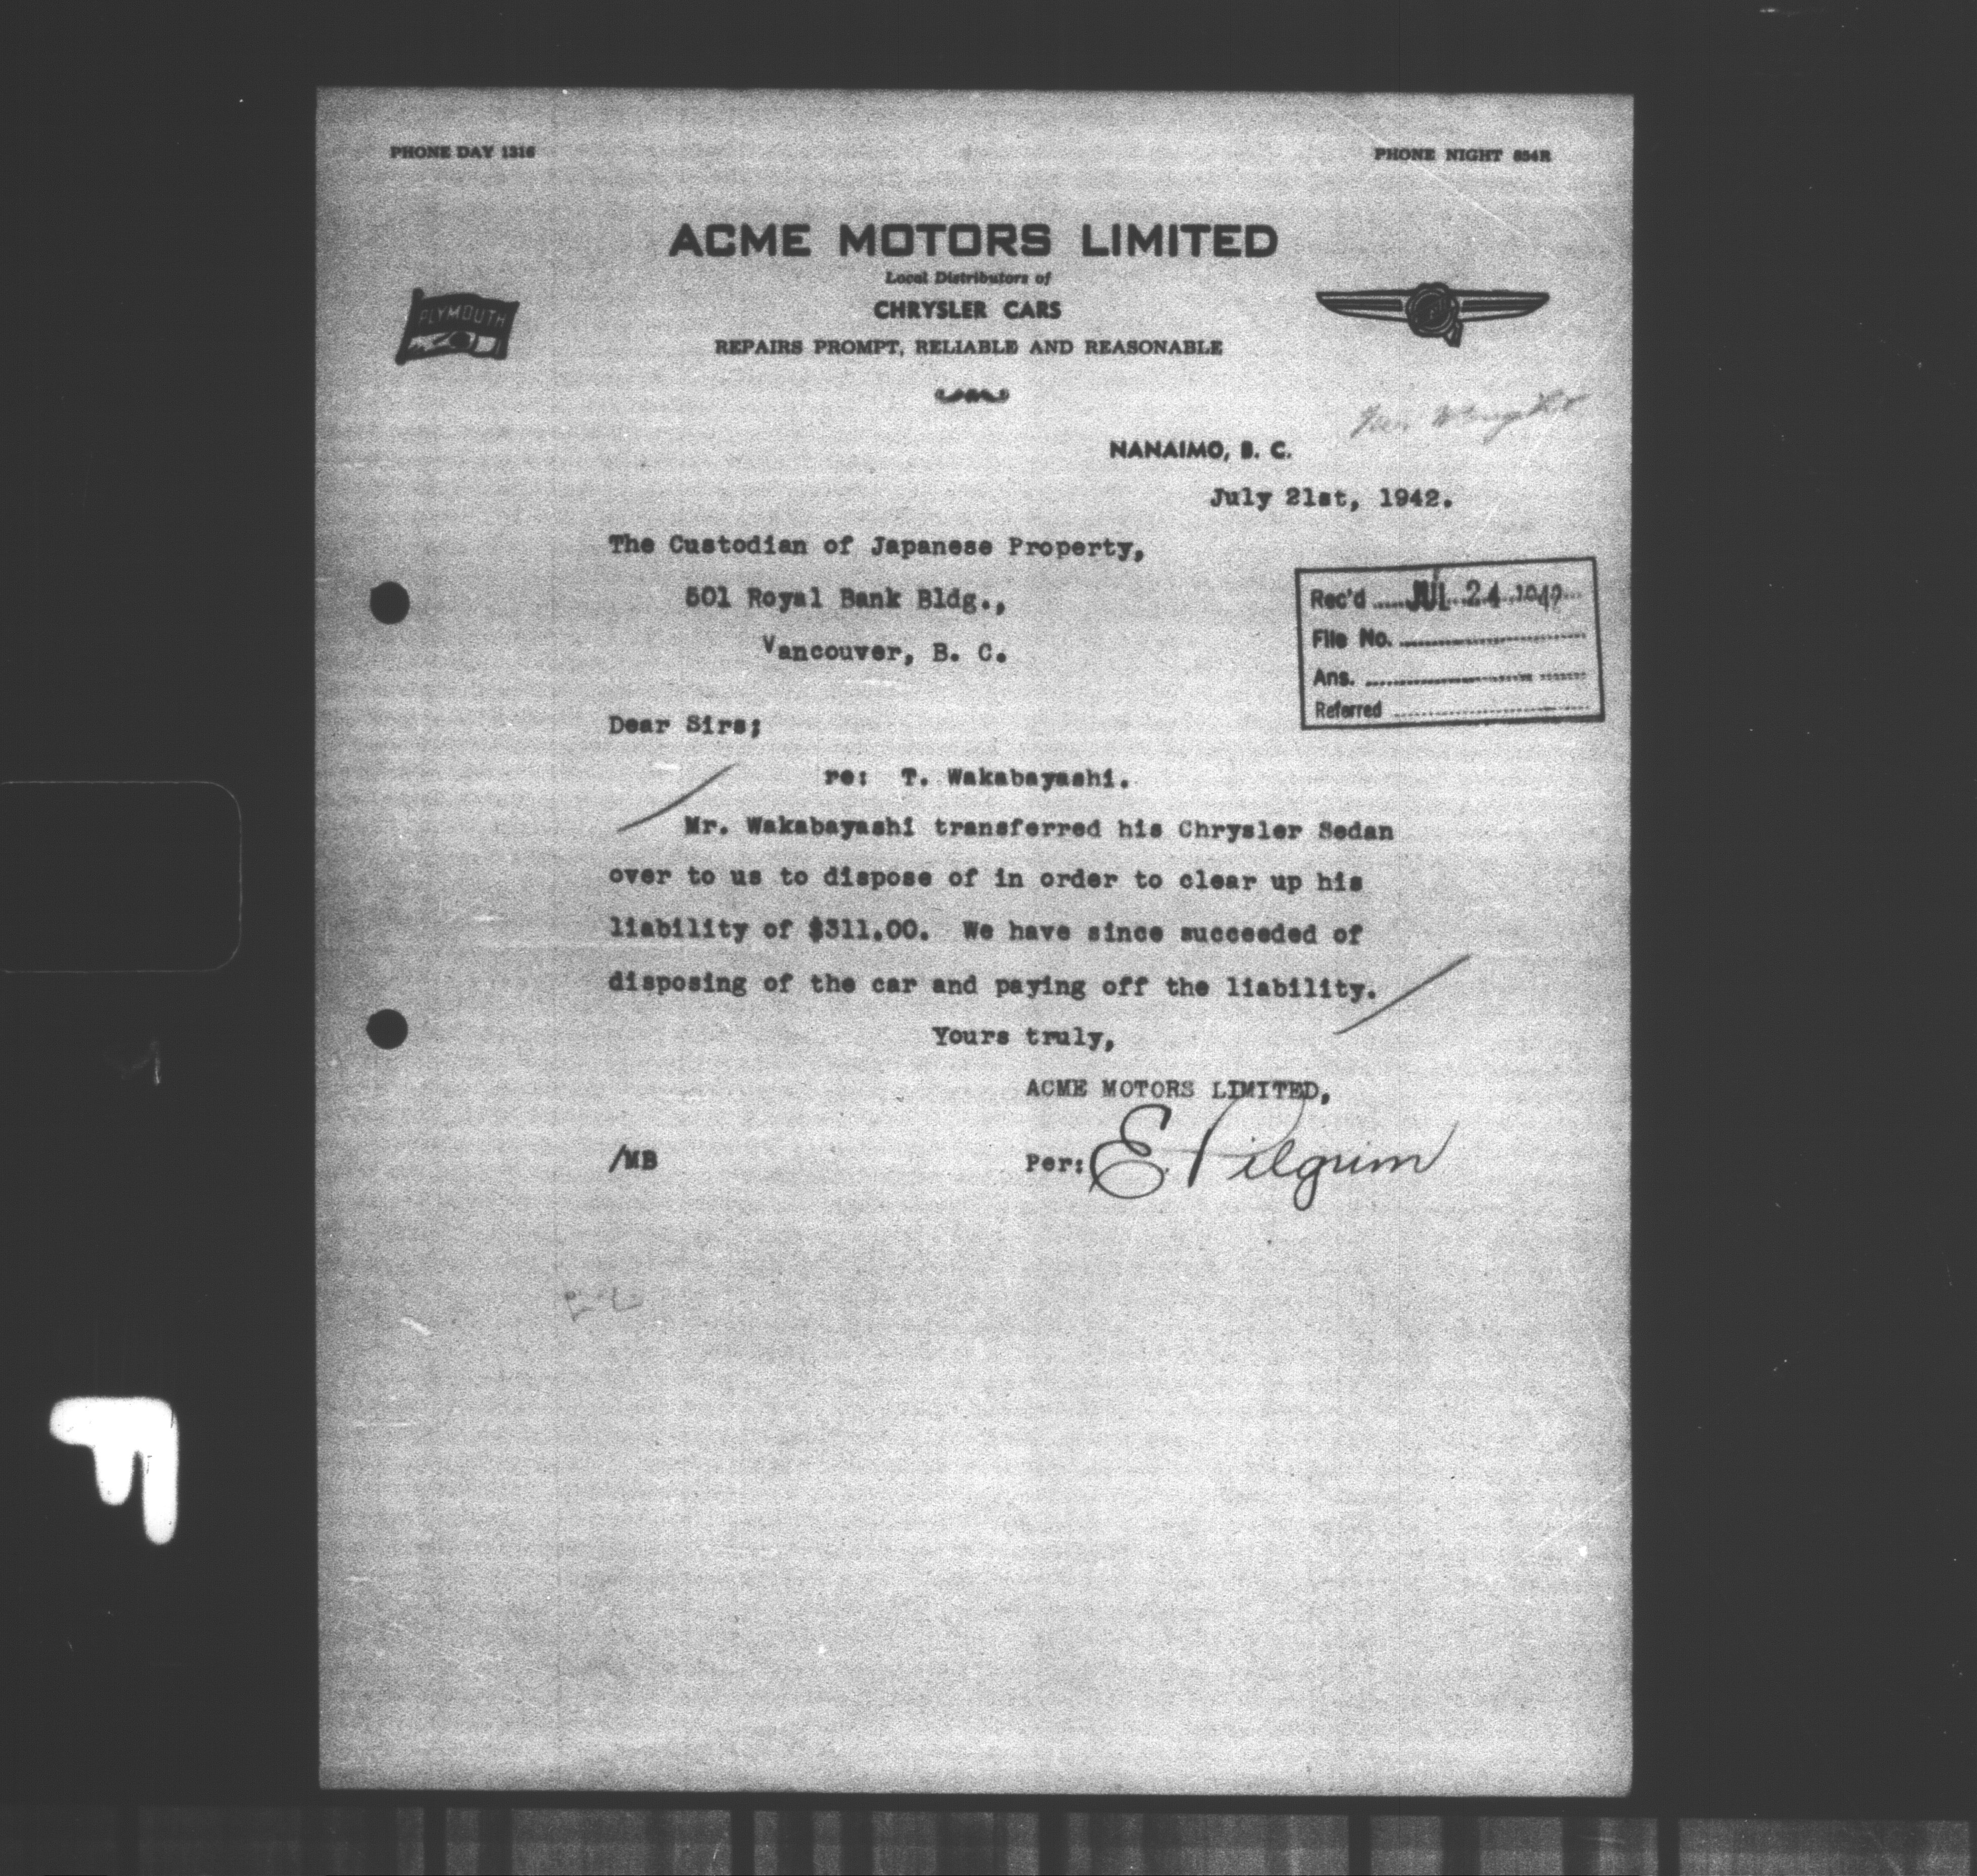 PHONE DAY 1316
PHONE NIGHT 854R
ACME MOTORS LIMITED
Local Distributors of
CHRYSLER CARS
REPAIRS PROMPT, RELIABLE AND REASONABLE
PLYMOUTH
NANAIMO, B. C.
July 21st, 1942.
The Custodian of Japanese Property,
501 Royal Bank Bldg.,
Vancouver, B. C.
Rec'd JUL 24 1942
File No.
Ans.
Referred
Dear Sirs;
re: T. Wakabayashi.
Mr. Wakabayashi transferred his Chrysler Sedan
over to us to dispose of in order to clear up his
liability of $311.00. We have since succeeded of
disposing of the car and paying off the liability.
Yours truly,
ACME MOTORS LIMITED,
/MB
Per: E. Pilgrim